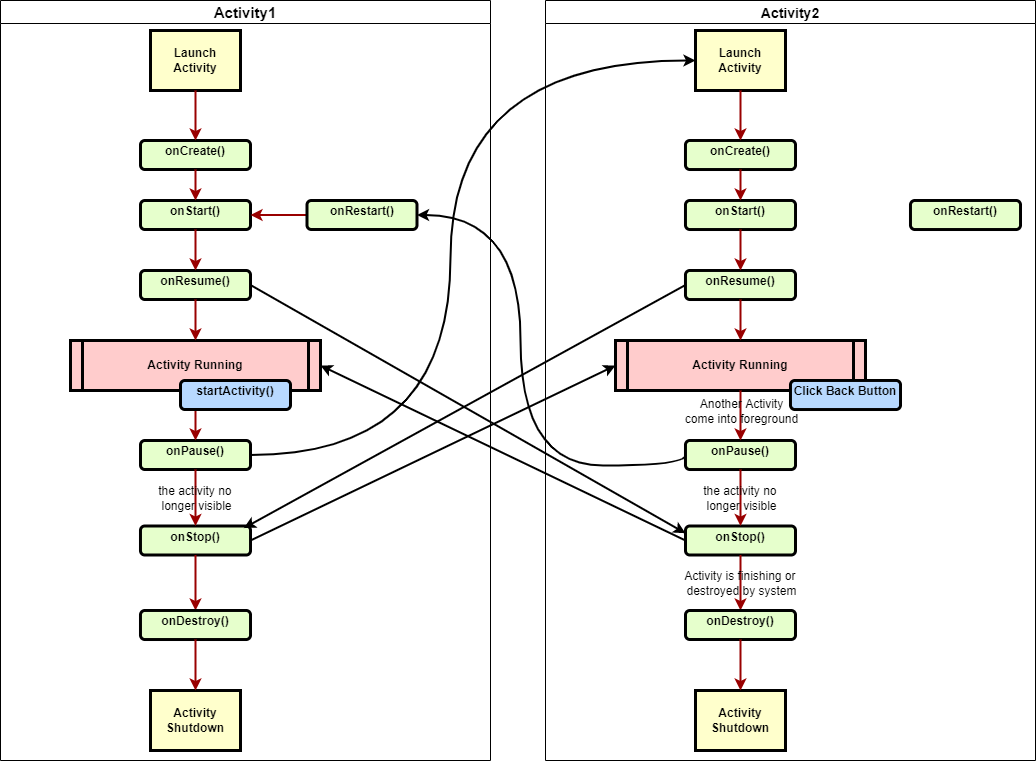 Activity1
Launch
Activity
onCreate()
onStart()
onRestart()
onResume()
Activity Running
startActivity()
onPause()
the activity no
longer visible
onStop()
onDestroy()
Activity
Shutdown
Activity2
Launch
Activity
onCreate()
onStart()
onRestart()
onResume()
Activity Running
Click Back Button
Another Activity
come into foreground
onPause()
the activity no
longer visible
onStop()
Activity is finishing or
destroyed by system
onDestroy()
Activity
Shutdown